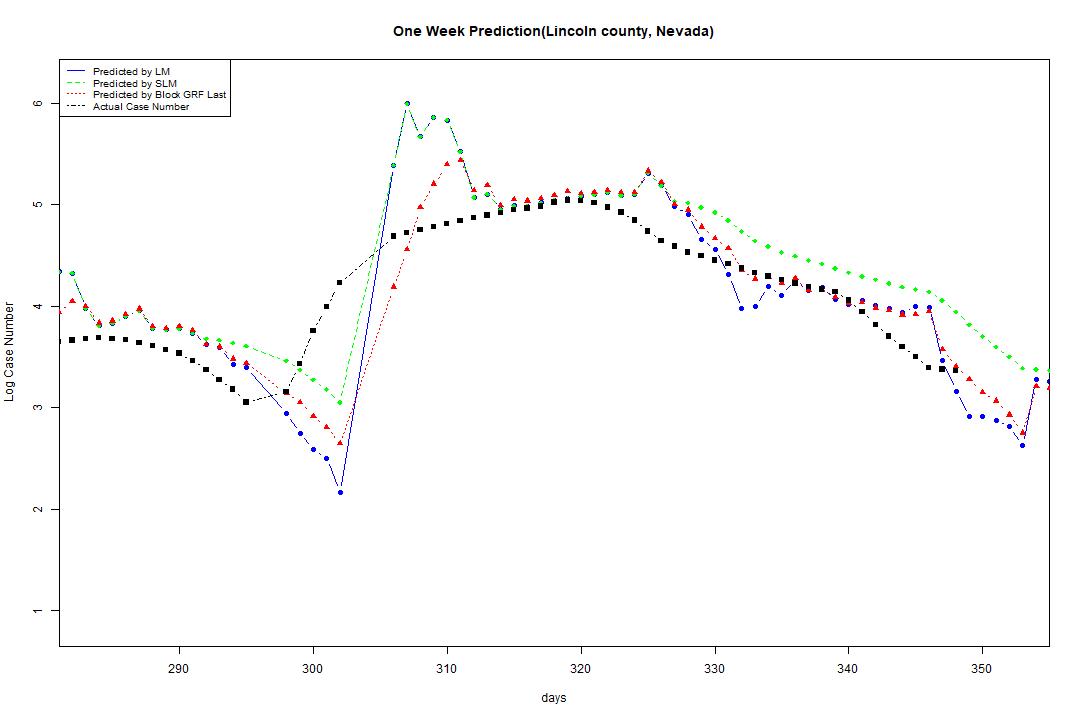 One Week Prediction(Lincoln county, Nevada)
Predicted by LM
Predicted by SLM
Predicted by Block GRF Last
Actual Case Number
6
5
4
3
2
1
Log Case Number
290 300 310 320 330 340 350
days